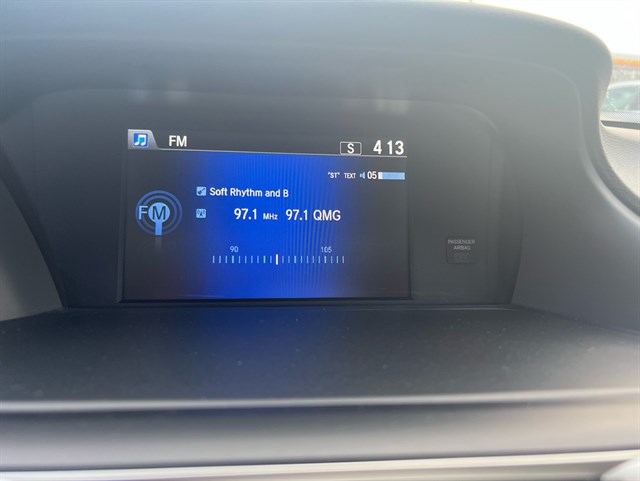 FM
S 4 13
"ST" TEXT 05
Soft Rhythm and B
FM
97.1 MHz 97.1 QMG
90 105
PASSENGER
AIRBAG